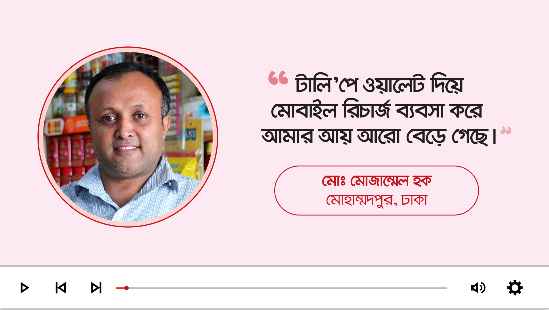 “ টালি'পে ওয়ালেট দিয়ে
মোবাইল রিচার্জ ব্যবসা করে
আমার আয় আরো বেড়ে গেছে। ”
মোঃ মোজাম্মেল হক
মোহাম্মদপুর, ঢাকা